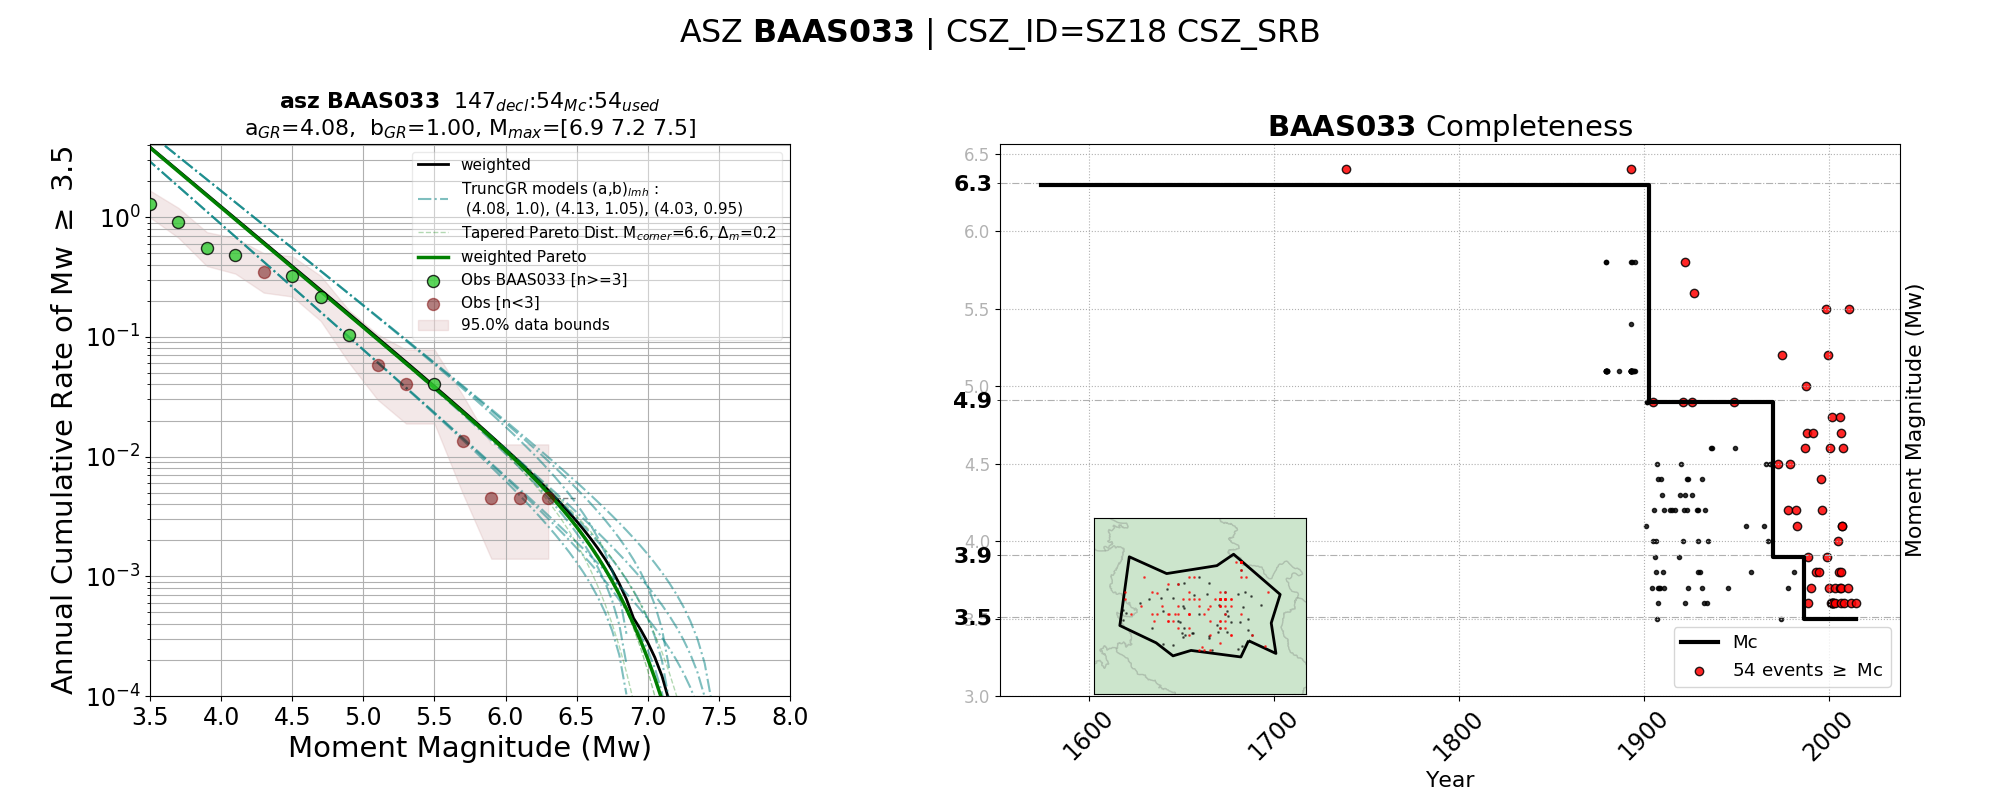 ASZ BAAS033 | CSZ_ID=SZ18 CSZ_SRB
asz BAAS033 147decl:54Mc:54used
aGR=4.08, bGR=1.00, Mmax=[6.9 7.2 7.5]
Annual Cumulative Rate of Mw ≥ 3.5
10^0
10^-1
10^-2
10^-3
10^-4
weighted
TruncGR models (a,b)lmh :
(4.08, 1.0), (4.13, 1.05), (4.03, 0.95)
Tapered Pareto Dist. Mcorner=6.6, Δm=0.2
weighted Pareto
Obs BAAS033 [n>=3]
Obs [n<3]
95.0% data bounds
3.5 4.0 4.5 5.0 5.5 6.0 6.5 7.0 7.5 8.0
Moment Magnitude (Mw)
BAAS033 Completeness
6.5
6.3
6.0
5.5
5.0
4.9
4.5
4.0
3.9
3.5
3.0
Mc
54 events ≥ Mc
1600 1700 1800 1900 2000
Year
Moment Magnitude (Mw)